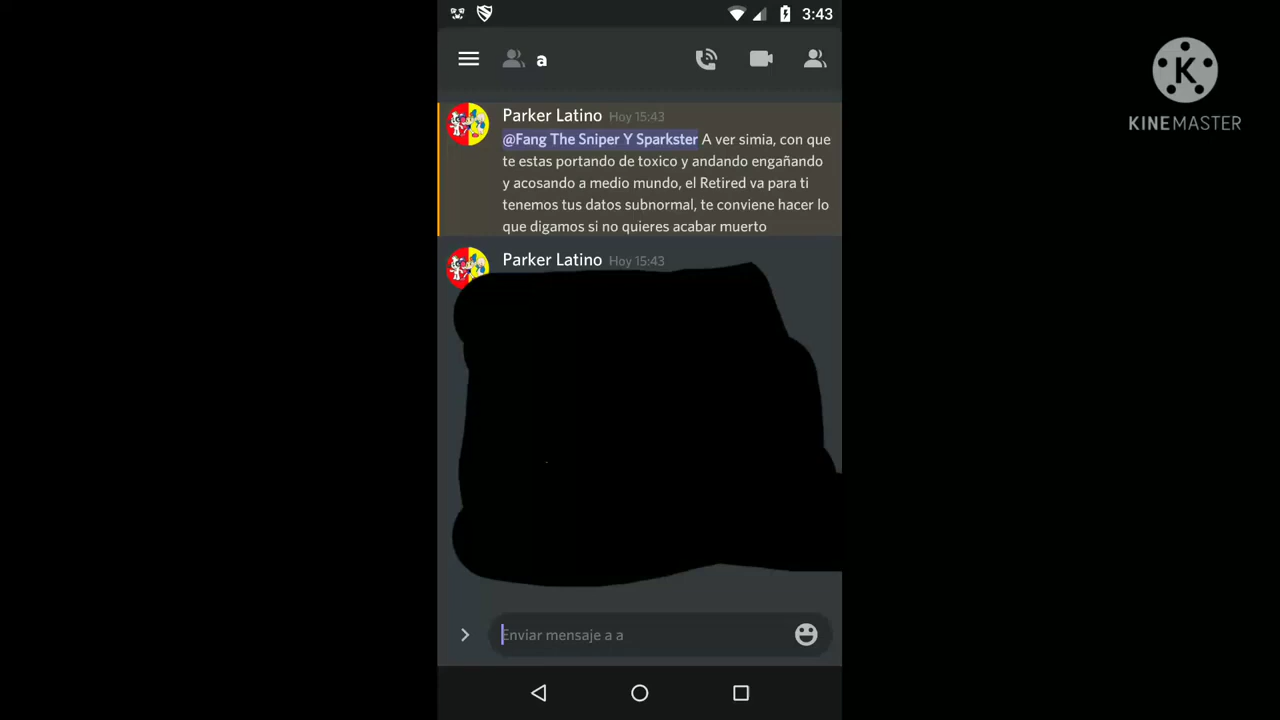 3:43
a
KINEMASTER
Parker Latino Hoy 15:43
@Fang The Sniper Y Sparkster A ver simia, con que
te estas portando de toxico y andando engañando
y acosando a medio mundo, el Retired va para ti
tenemos tus datos subnormal, te conviene hacer lo
que digamos si no quieres acabar muerto
Parker Latino Hoy 15:43
Enviar mensaje a a